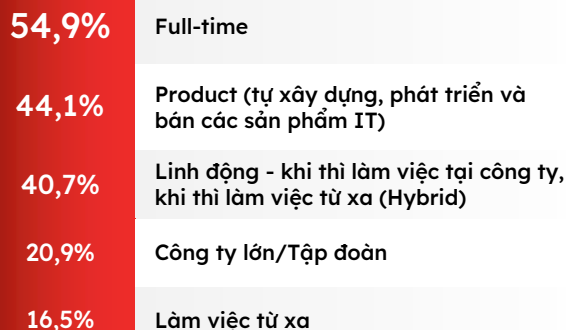 54,9% Full-time
44,1% Product (tự xây dựng, phát triển và
bán các sản phẩm IT)
40,7% Linh động - khi thì làm việc tại công ty,
khi thì làm việc từ xa (Hybrid)
20,9% Công ty lớn/Tập đoàn
16,5% Làm việc từ xa